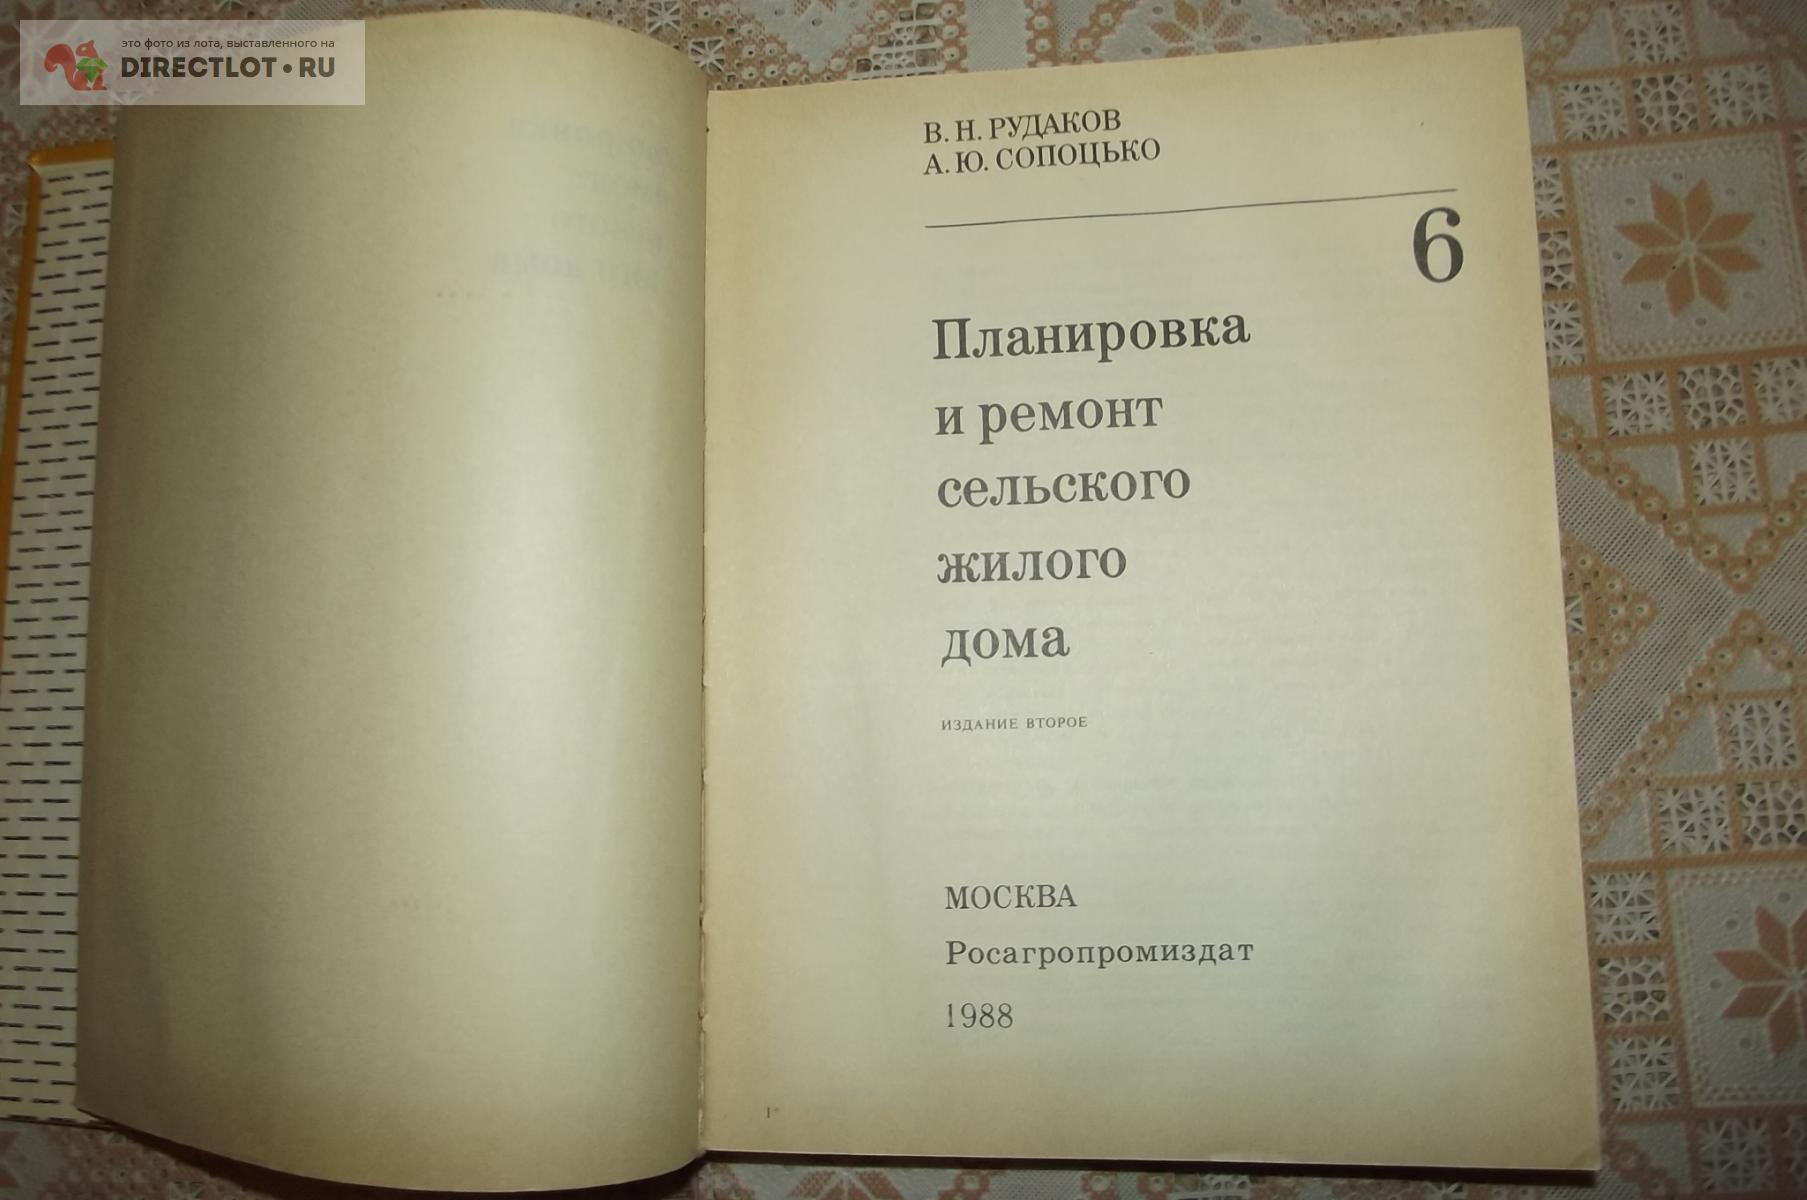 это фото из лота, выставленного на
DIRECTLOT•RU
В. Н. РУДАКОВ
А. Ю. СОПОЦЬКО
6
Планировка
и ремонт
сельского
жилого
дома
ИЗДАНИЕ ВТОРОЕ
МОСКВА
Росагропромиздат
1988
1*